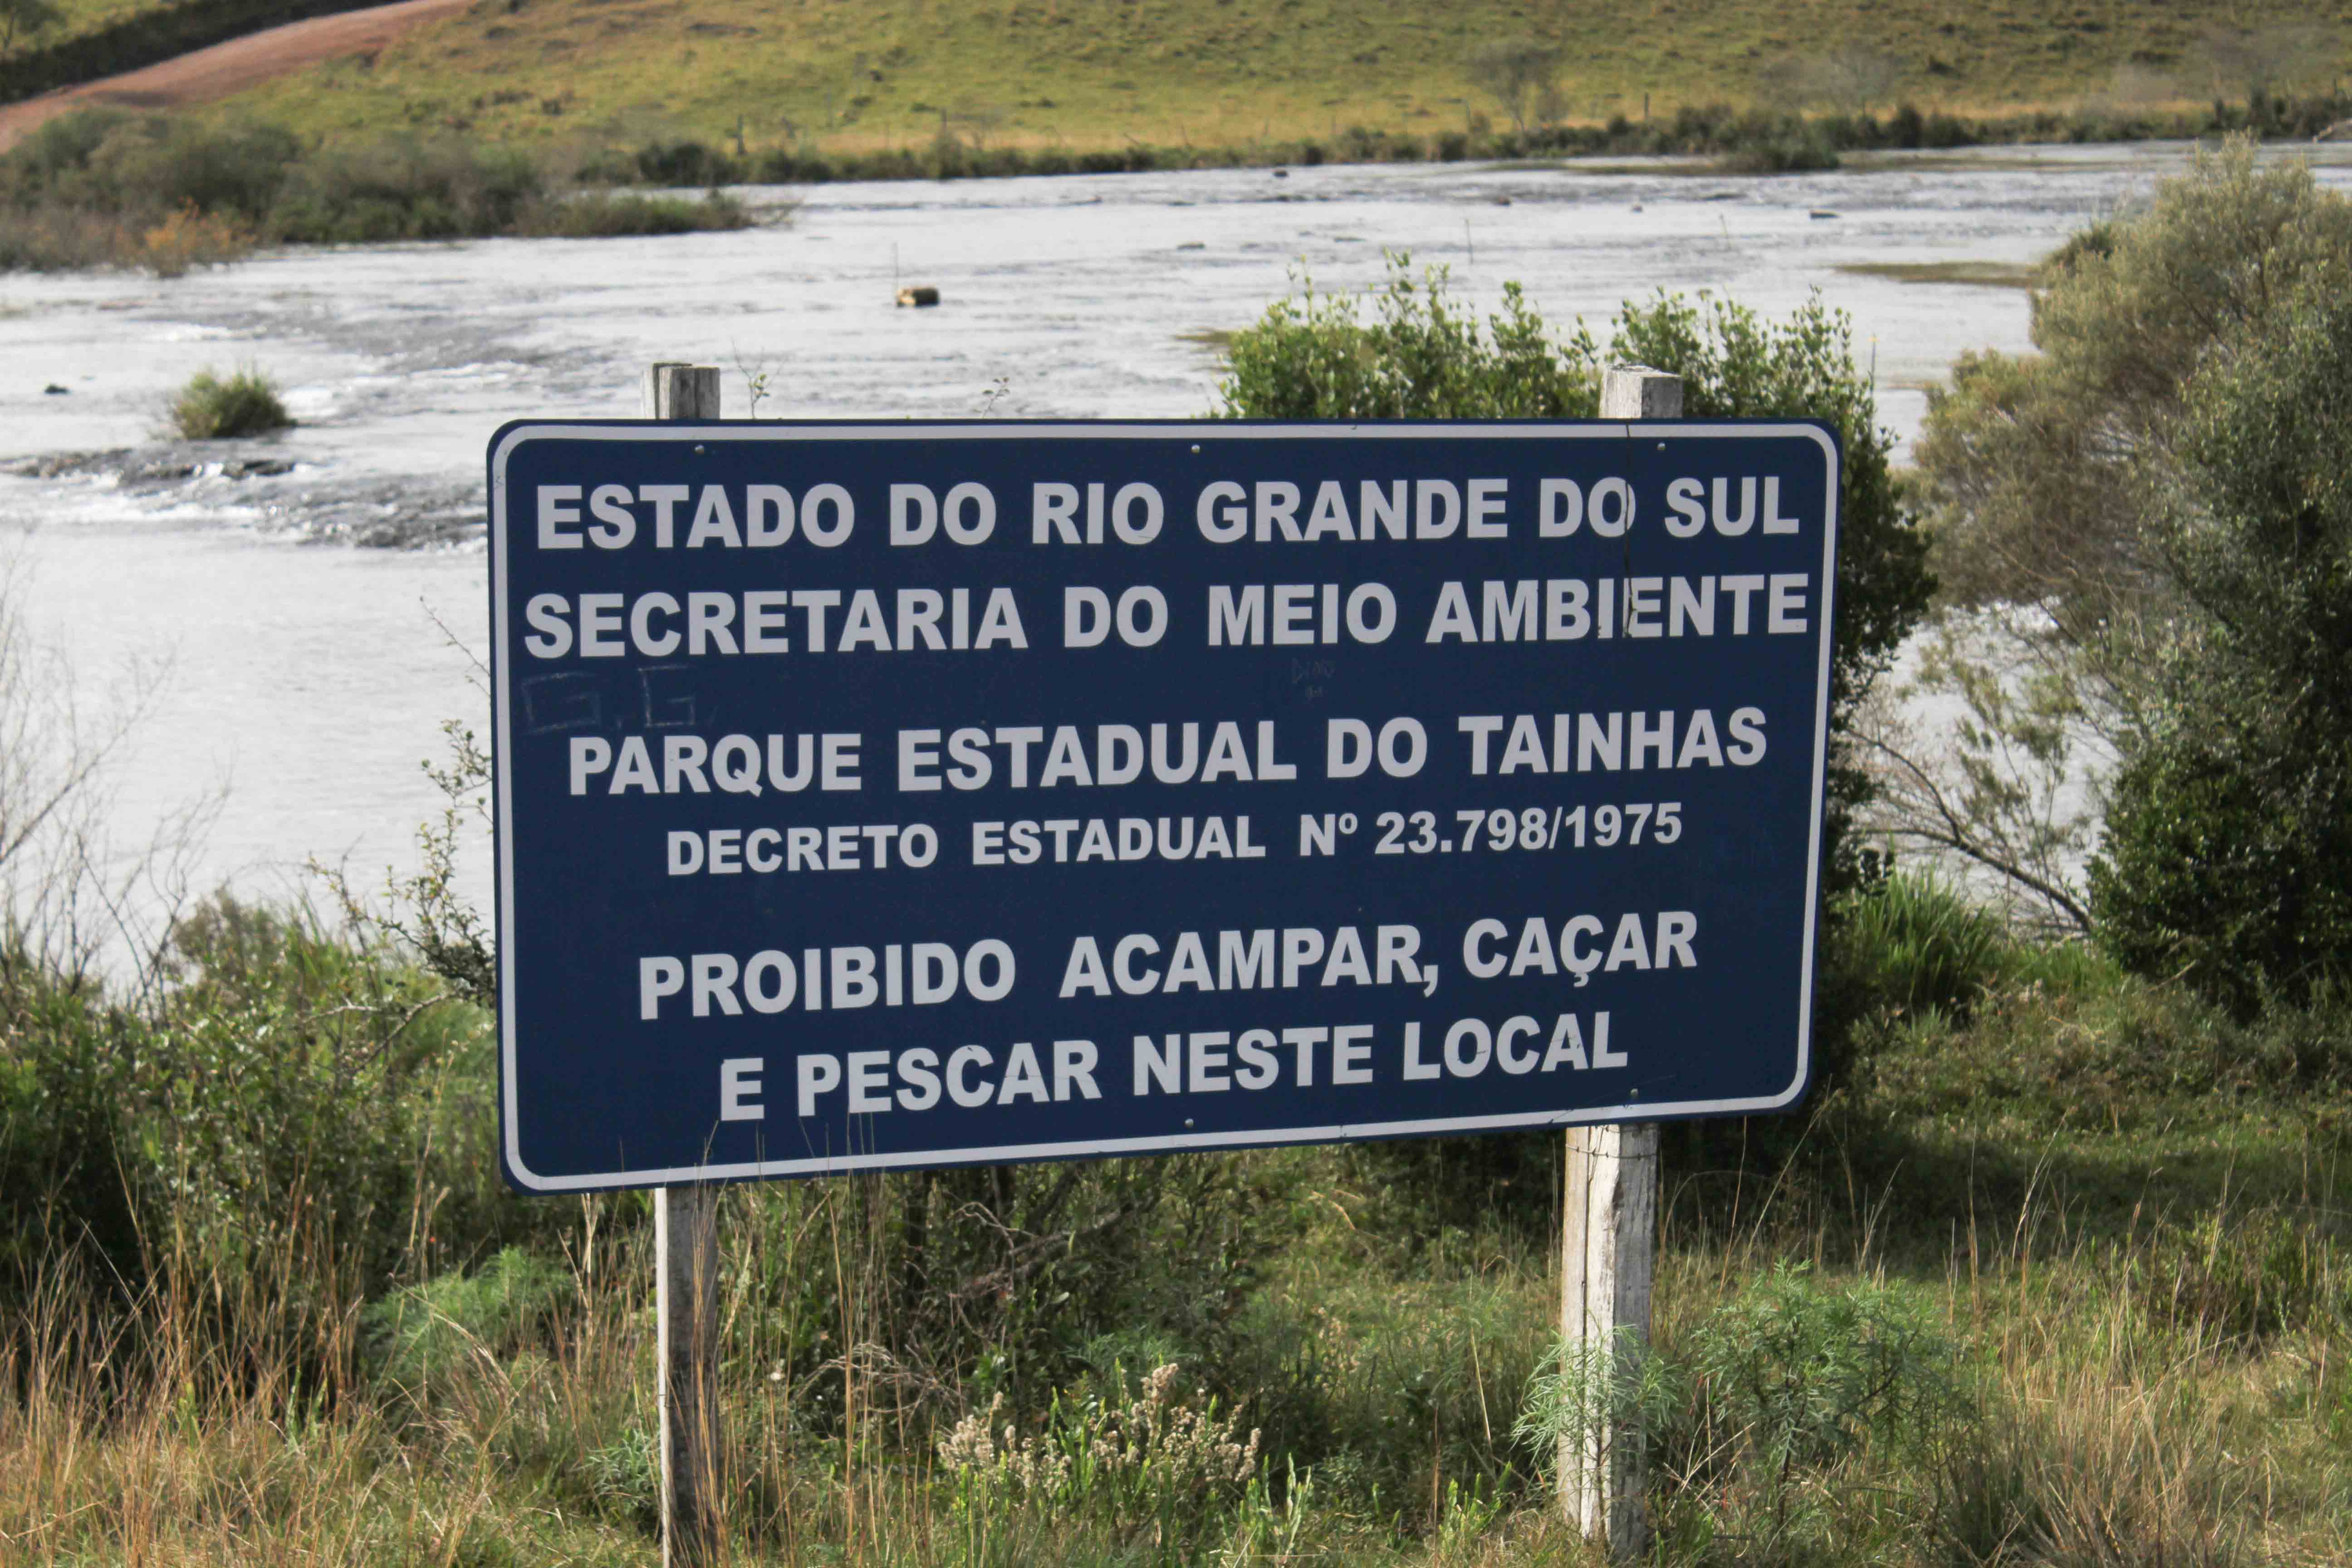 ESTADO DO RIO GRANDE DO SUL
SECRETARIA DO MEIO AMBIENTE
G.G.
PARQUE ESTADUAL DO TAINHAS
DECRETO ESTADUAL Nº 23.798/1975
PROIBIDO ACAMPAR, CAÇAR
E PESCAR NESTE LOCAL